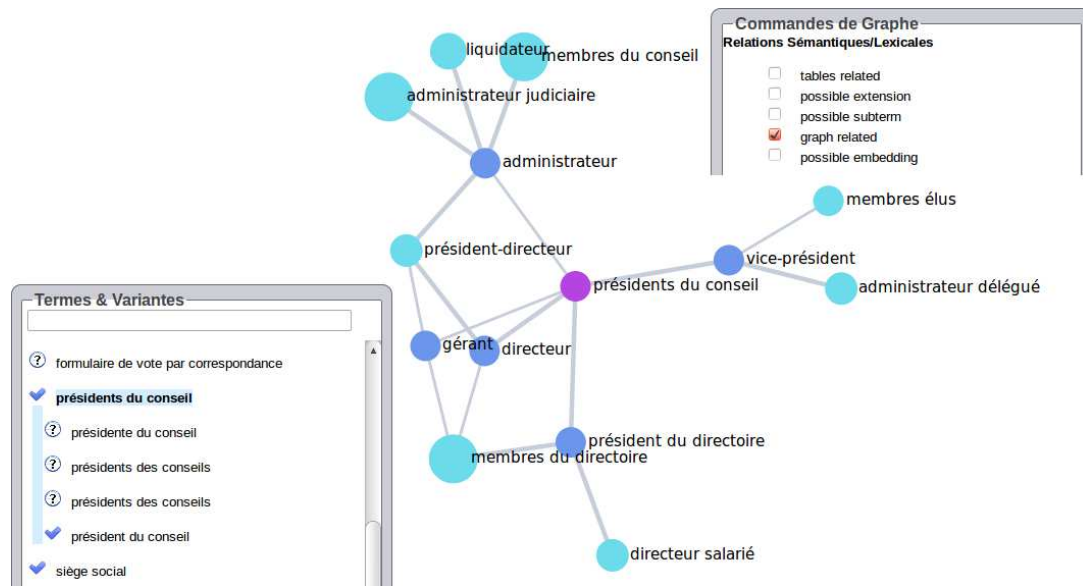 Commandes de Graphe
Relations Sémantiques/Lexicales
tables related
possible extension
possible subterm
graph related
possible embedding
liquidateur
membres du conseil
administrateur judiciaire
administrateur
membres élus
président-directeur
vice-président
présidents du conseil
administrateur délégué
gérant
directeur
président du directoire
membres du directoire
directeur salarié
Termes & Variantes
formulaire de vote par correspondance
présidents du conseil
présidente du conseil
présidents des conseils
présidents des conseils
président du conseil
siège social